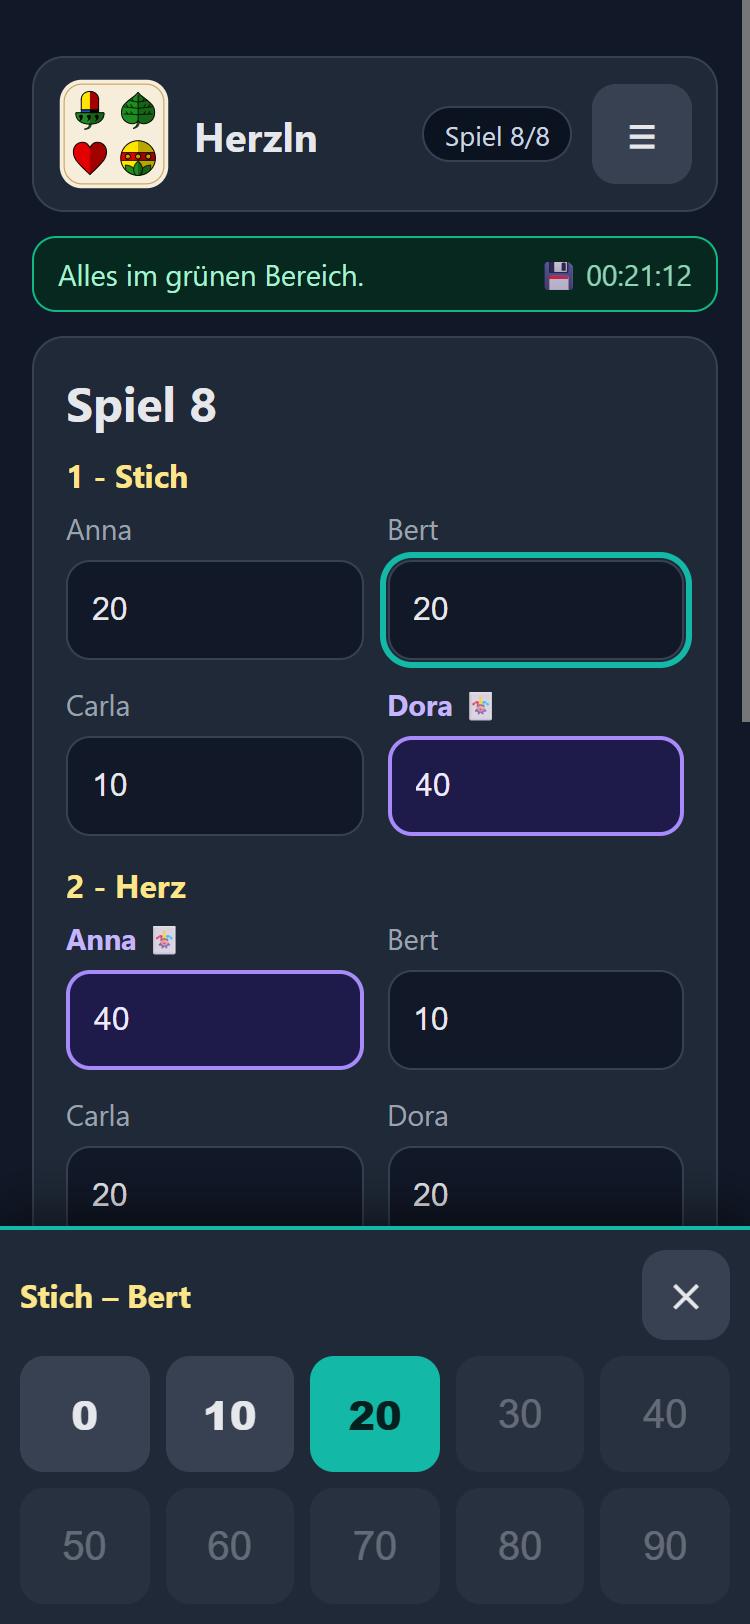 Herzln
Spiel 8/8
☰
Alles im grünen Bereich.
💾 00:21:12
Spiel 8
1 - Stich
Anna
Bert
20
20
Carla
Dora 🃏
10
40
2 - Herz
Anna 🃏
Bert
40
10
Carla
Dora
20
20
Stich – Bert
×
0 10 20 30 40
50 60 70 80 90